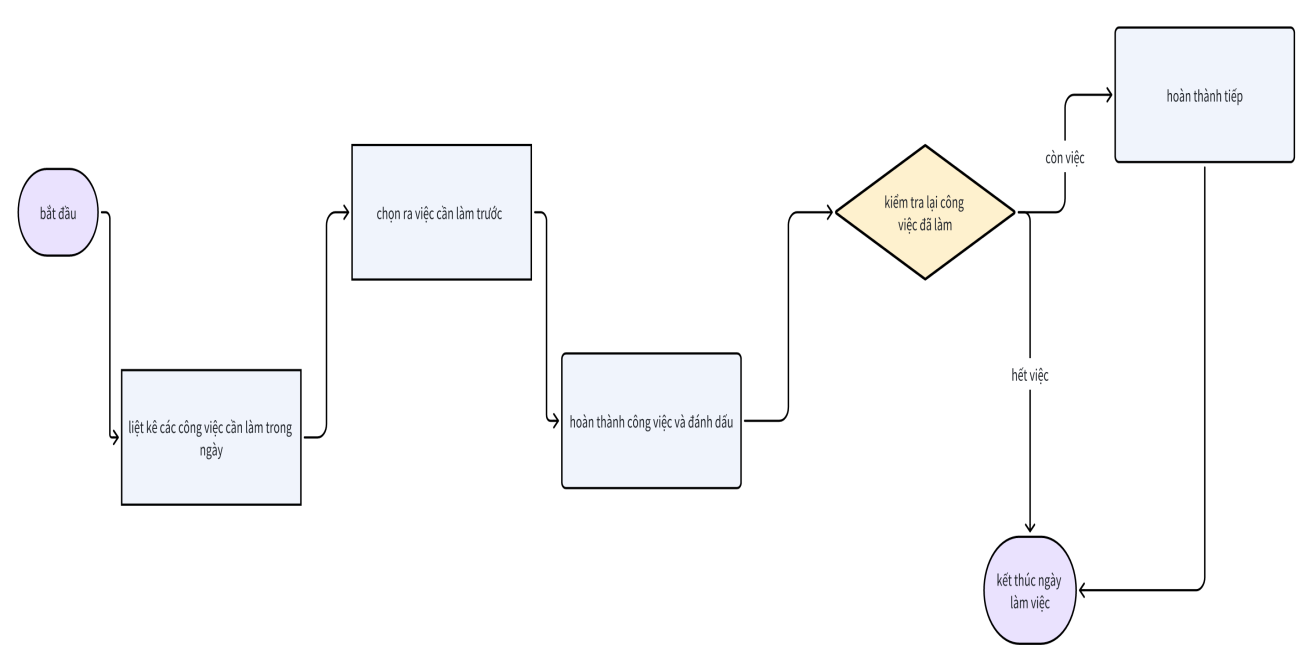 bắt đầu
liệt kê các công việc cần làm trong
ngày
chọn ra việc cần làm trước
hoàn thành công việc và đánh dấu
kiểm tra lại công
việc đã làm
còn việc
hoàn thành tiếp
hết việc
kết thúc ngày
làm việc